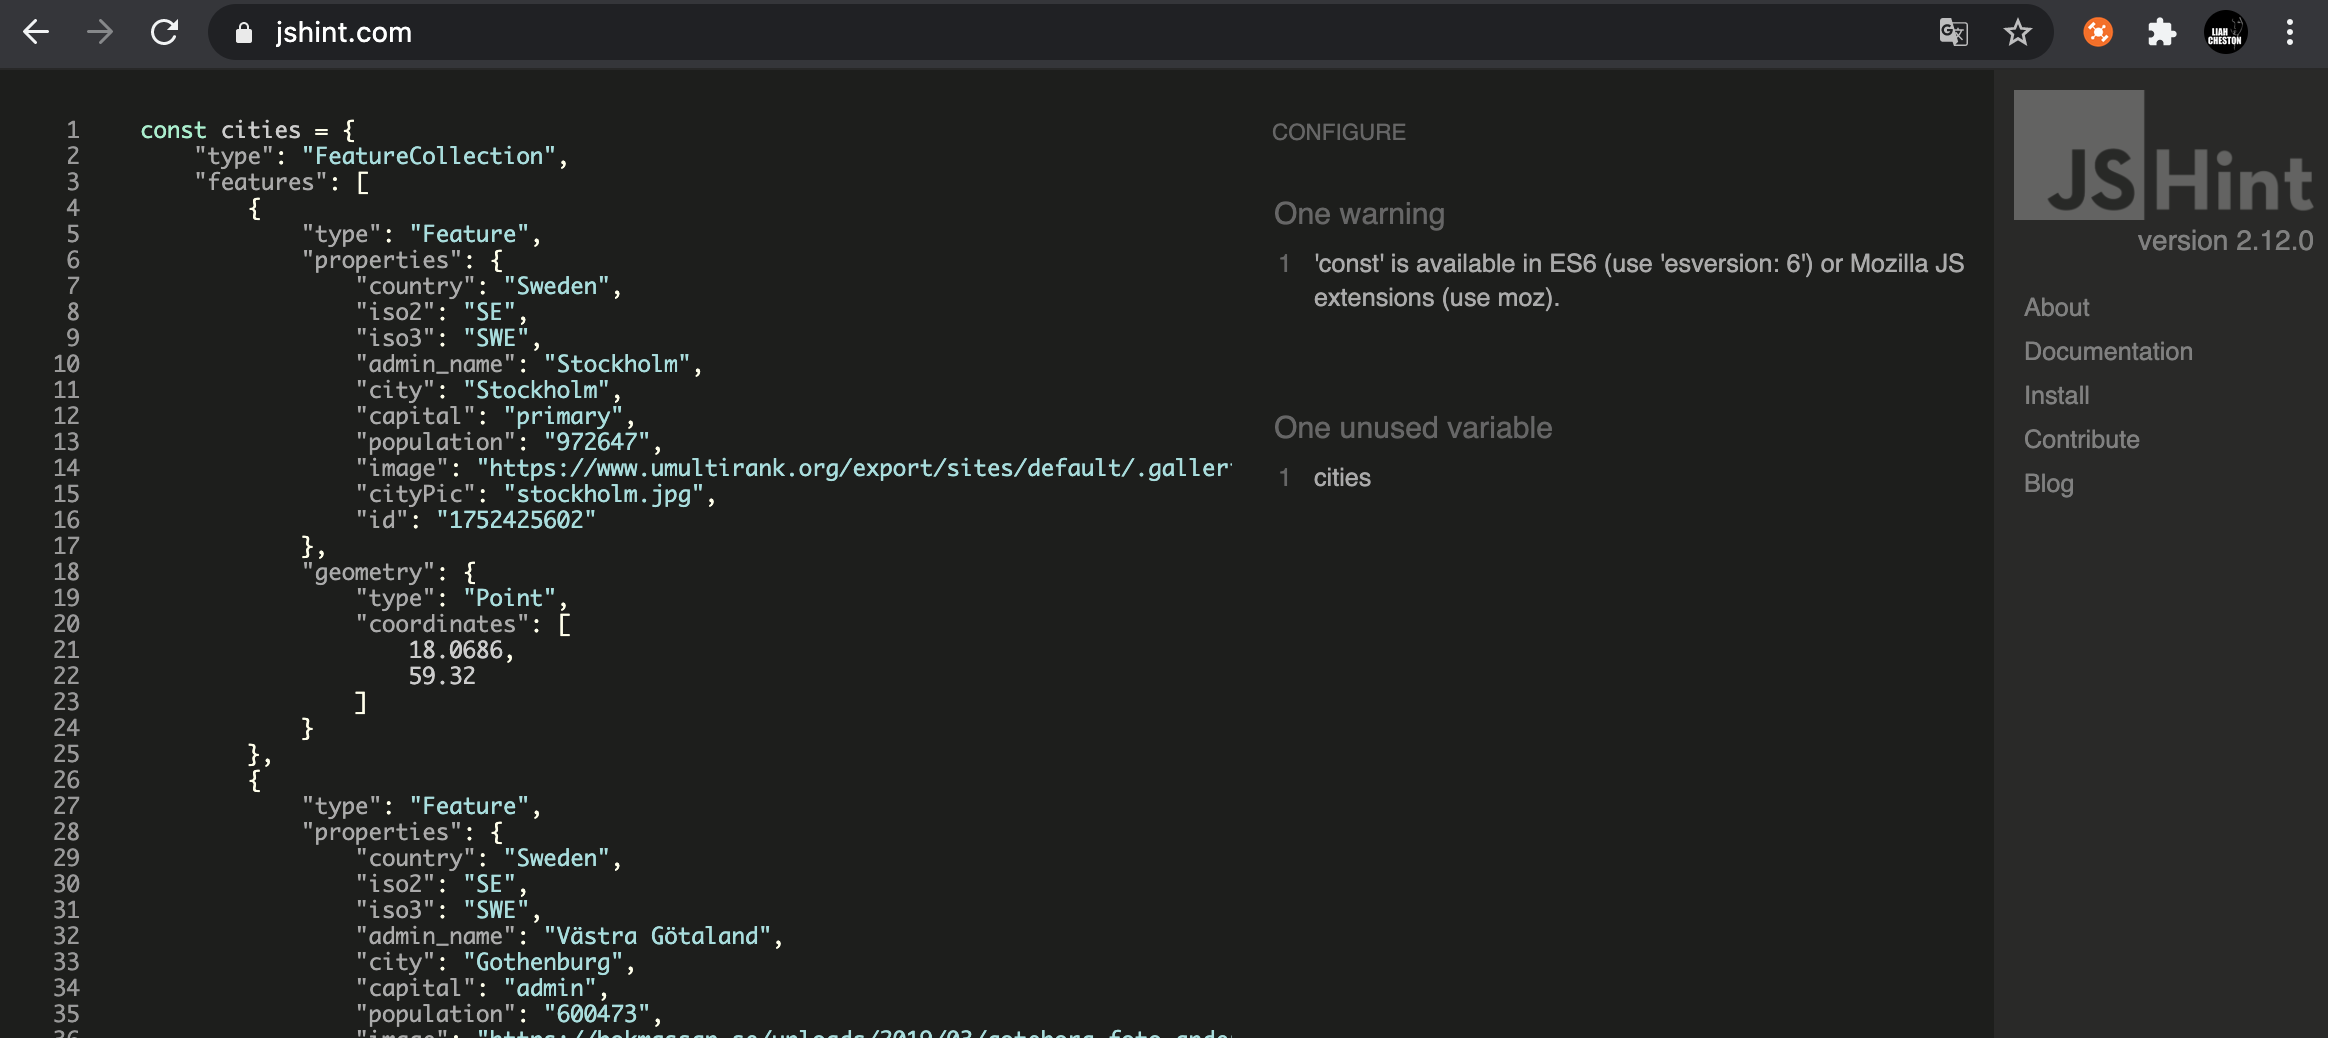 jshint.com
LIAH
CHESTON
1 const cities = {
2 "type": "FeatureCollection",
3 "features": [
4 {
5 "type": "Feature",
6 "properties": {
7 "country": "Sweden",
8 "iso2": "SE",
9 "iso3": "SWE",
10 "admin_name": "Stockholm",
11 "city": "Stockholm",
12 "capital": "primary",
13 "population": "972647",
14 "image": "https://www.umultirank.org/export/sites/default/.galler
15 "cityPic": "stockholm.jpg",
16 "id": "1752425602"
17 },
18 "geometry": {
19 "type": "Point",
20 "coordinates": [
21 18.0686,
22 59.32
23 ]
24 }
25 },
26 {
27 "type": "Feature",
28 "properties": {
29 "country": "Sweden",
30 "iso2": "SE",
31 "iso3": "SWE",
32 "admin_name": "Västra Götaland",
33 "city": "Gothenburg",
34 "capital": "admin",
35 "population": "600473",
36 "image":
CONFIGURE
One warning
1 'const' is available in ES6 (use 'esversion: 6') or Mozilla JS
extensions (use moz).
One unused variable
1 cities
JSHint
version 2.12.0
About
Documentation
Install
Contribute
Blog